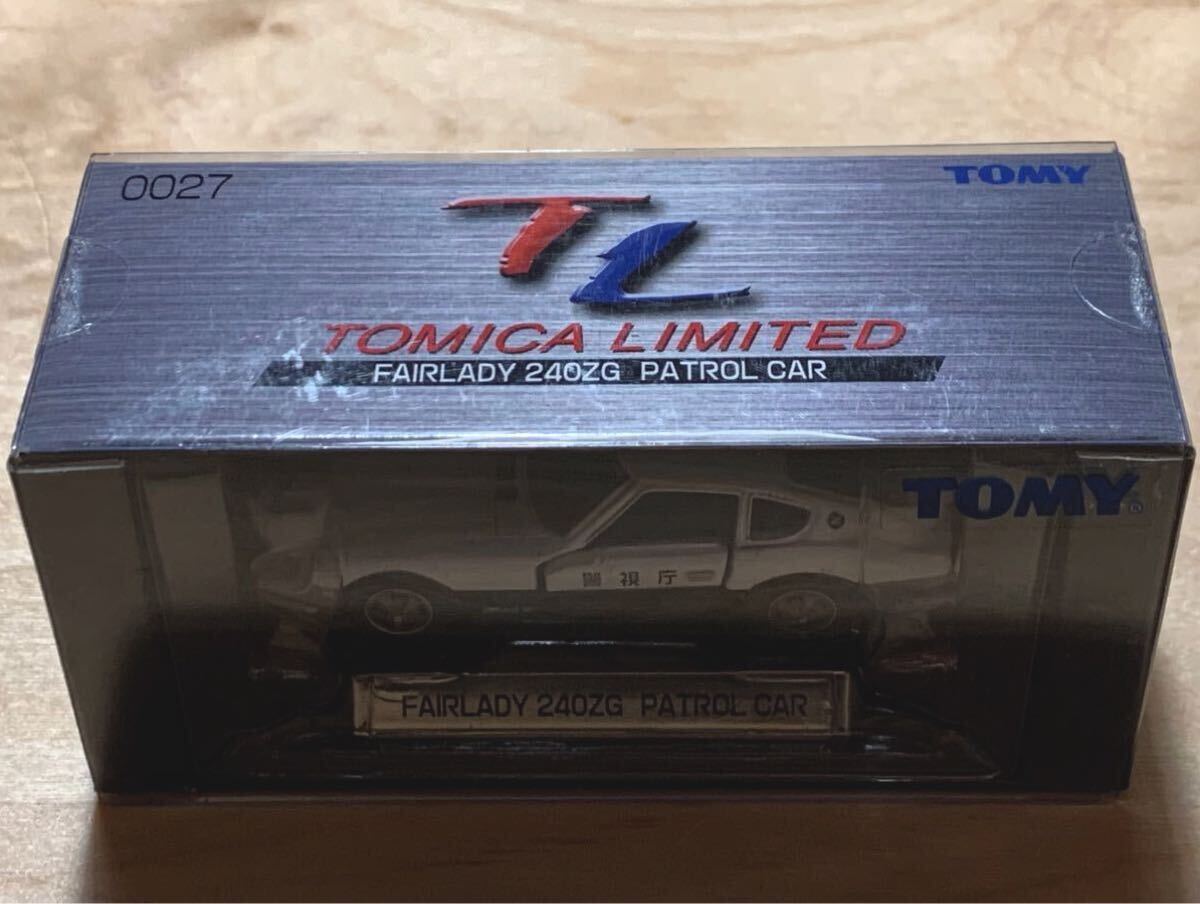 0027
TOMY
TL
TOMICA LIMITED
FAIRLADY 240ZG PATROL CAR
TOMY®
警視庁
FAIRLADY 240ZG PATROL CAR